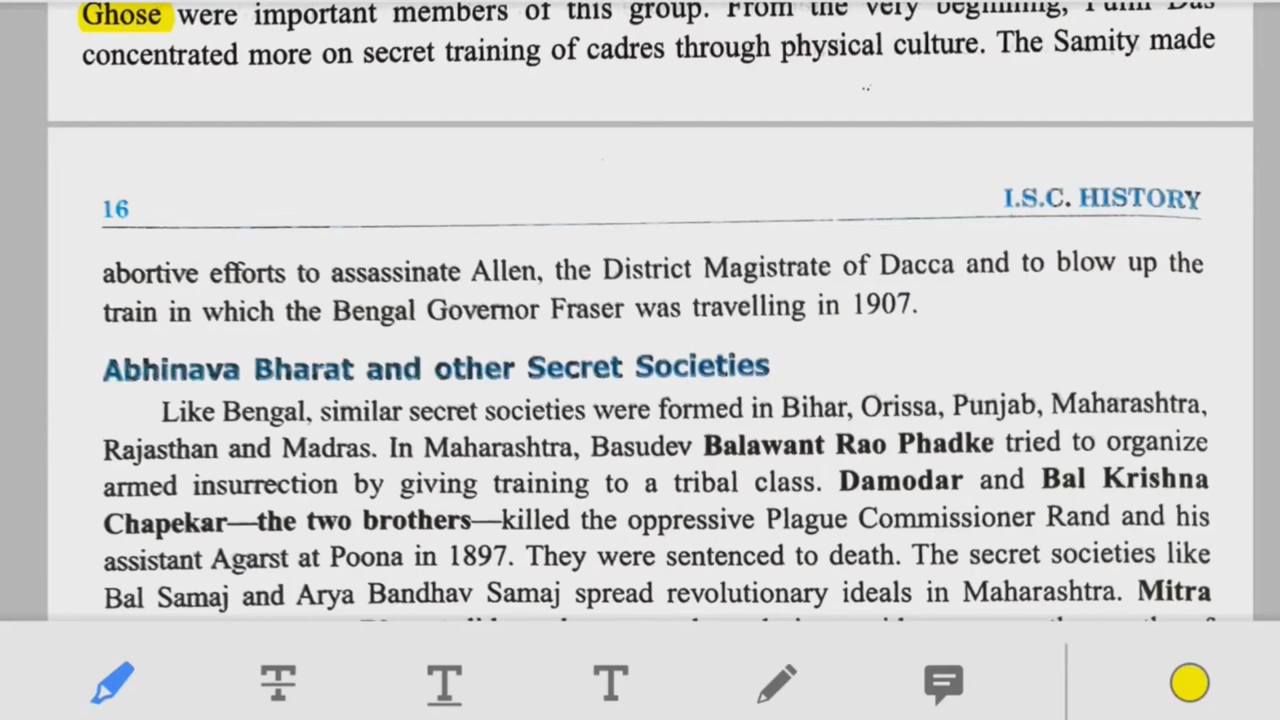 Ghose were important members of this group. From the very beginning, Pulin Das
concentrated more on secret training of cadres through physical culture. The Samity made
16
I.S.C. HISTORY
abortive efforts to assassinate Allen, the District Magistrate of Dacca and to blow up the
train in which the Bengal Governor Fraser was travelling in 1907.
Abhinava Bharat and other Secret Societies
Like Bengal, similar secret societies were formed in Bihar, Orissa, Punjab, Maharashtra,
Rajasthan and Madras. In Maharashtra, Basudev Balawant Rao Phadke tried to organize
armed insurrection by giving training to a tribal class. Damodar and Bal Krishna
Chapekar—the two brothers—killed the oppressive Plague Commissioner Rand and his
assistant Agarst at Poona in 1897. They were sentenced to death. The secret societies like
Bal Samaj and Arya Bandhav Samaj spread revolutionary ideals in Maharashtra. Mitra
T
T
T